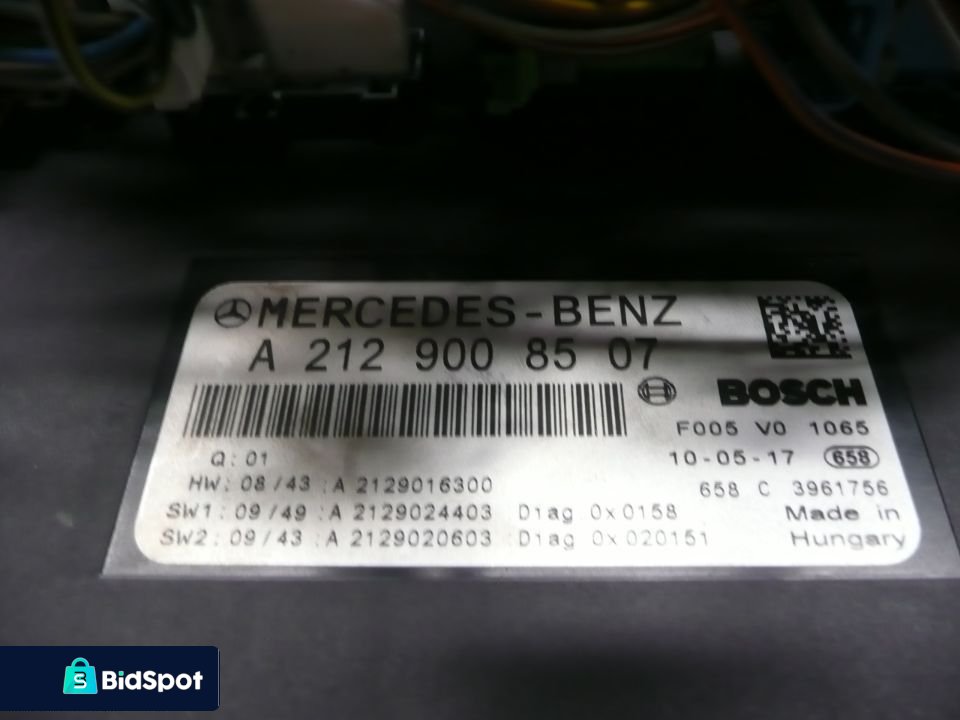 MERCEDES-BENZ
A 212 900 85 07
BOSCH
F005 V0 1065
Q: 01
10-05-17 658
HW: 08/43 :A 2129016300
658 C 3961756
SW1:09/49 :A 2129024403 Diag 0x0158
Made in
SW2:09/43 :A 2129020603 :Diag 0x020151
Hungary
BidSpot